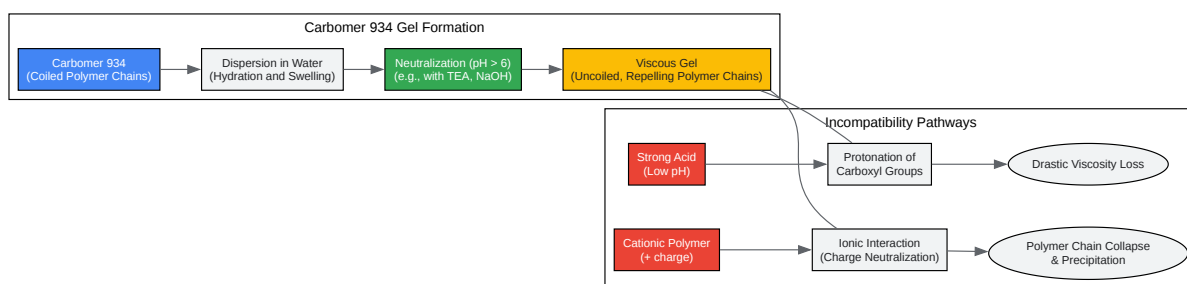 Carbomer 934 Gel Formation
Carbomer 934
(Coiled Polymer Chains)
Dispersion in Water
(Hydration and Swelling)
Neutralization (pH > 6)
(e.g., with TEA, NaOH)
Viscous Gel
(Uncoiled, Repelling Polymer Chains)
Incompatibility Pathways
Strong Acid
(Low pH)
Protonation of
Carboxyl Groups
Drastic Viscosity Loss
Cationic Polymer
(+ charge)
Ionic Interaction
(Charge Neutralization)
Polymer Chain Collapse
& Precipitation